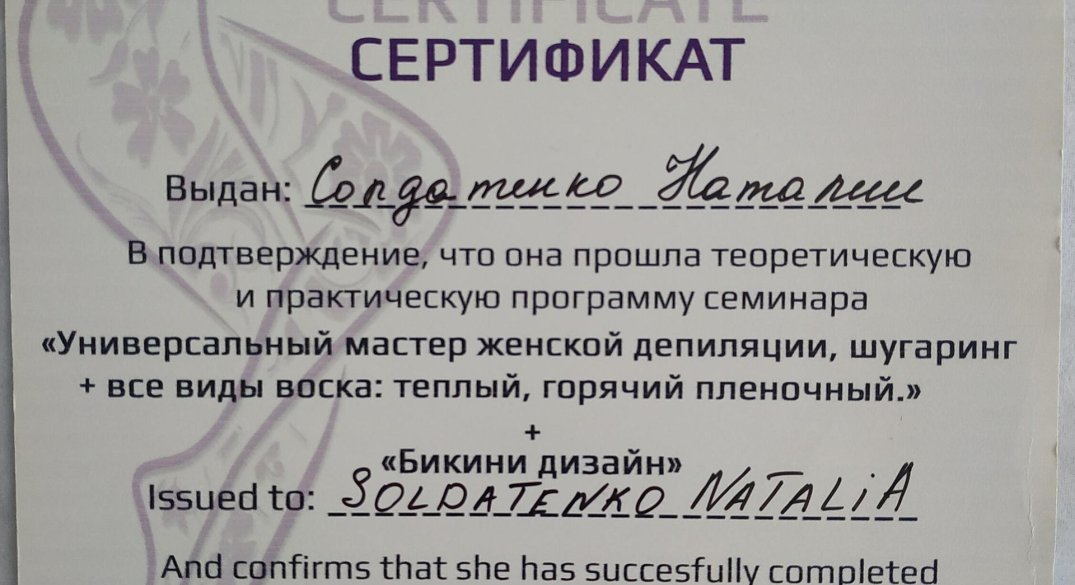 CERTIFICATE
СЕРТИФИКАТ
Выдан: Солдатенко Наталии
В подтверждение, что она прошла теоретическую
и практическую программу семинара
«Универсальный мастер женской депиляции, шугаринг
+ все виды воска: теплый, горячий пленочный.»
+
«Бикини дизайн»
Issued to: SOLDATENKO NATALiA
And confirms that she has succesfully completed